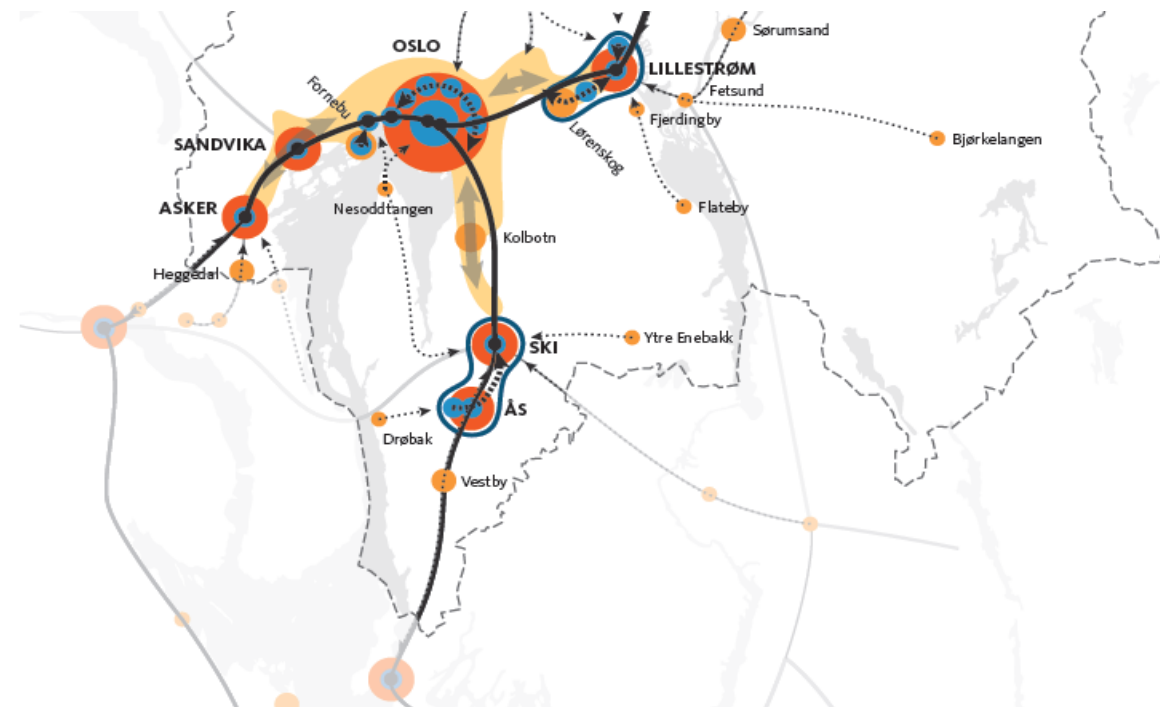 Sørumsand
OSLO
LILLESTRØM
Fornebu
Fetsund
Fjerdingby
Lørenskog
Bjørkelangen
SANDVIKA
ASKER
Nesoddtangen
Flateby
Kolbotn
Heggedal
SKI
Ytre Enebakk
ÅS
Drøbak
Vestby